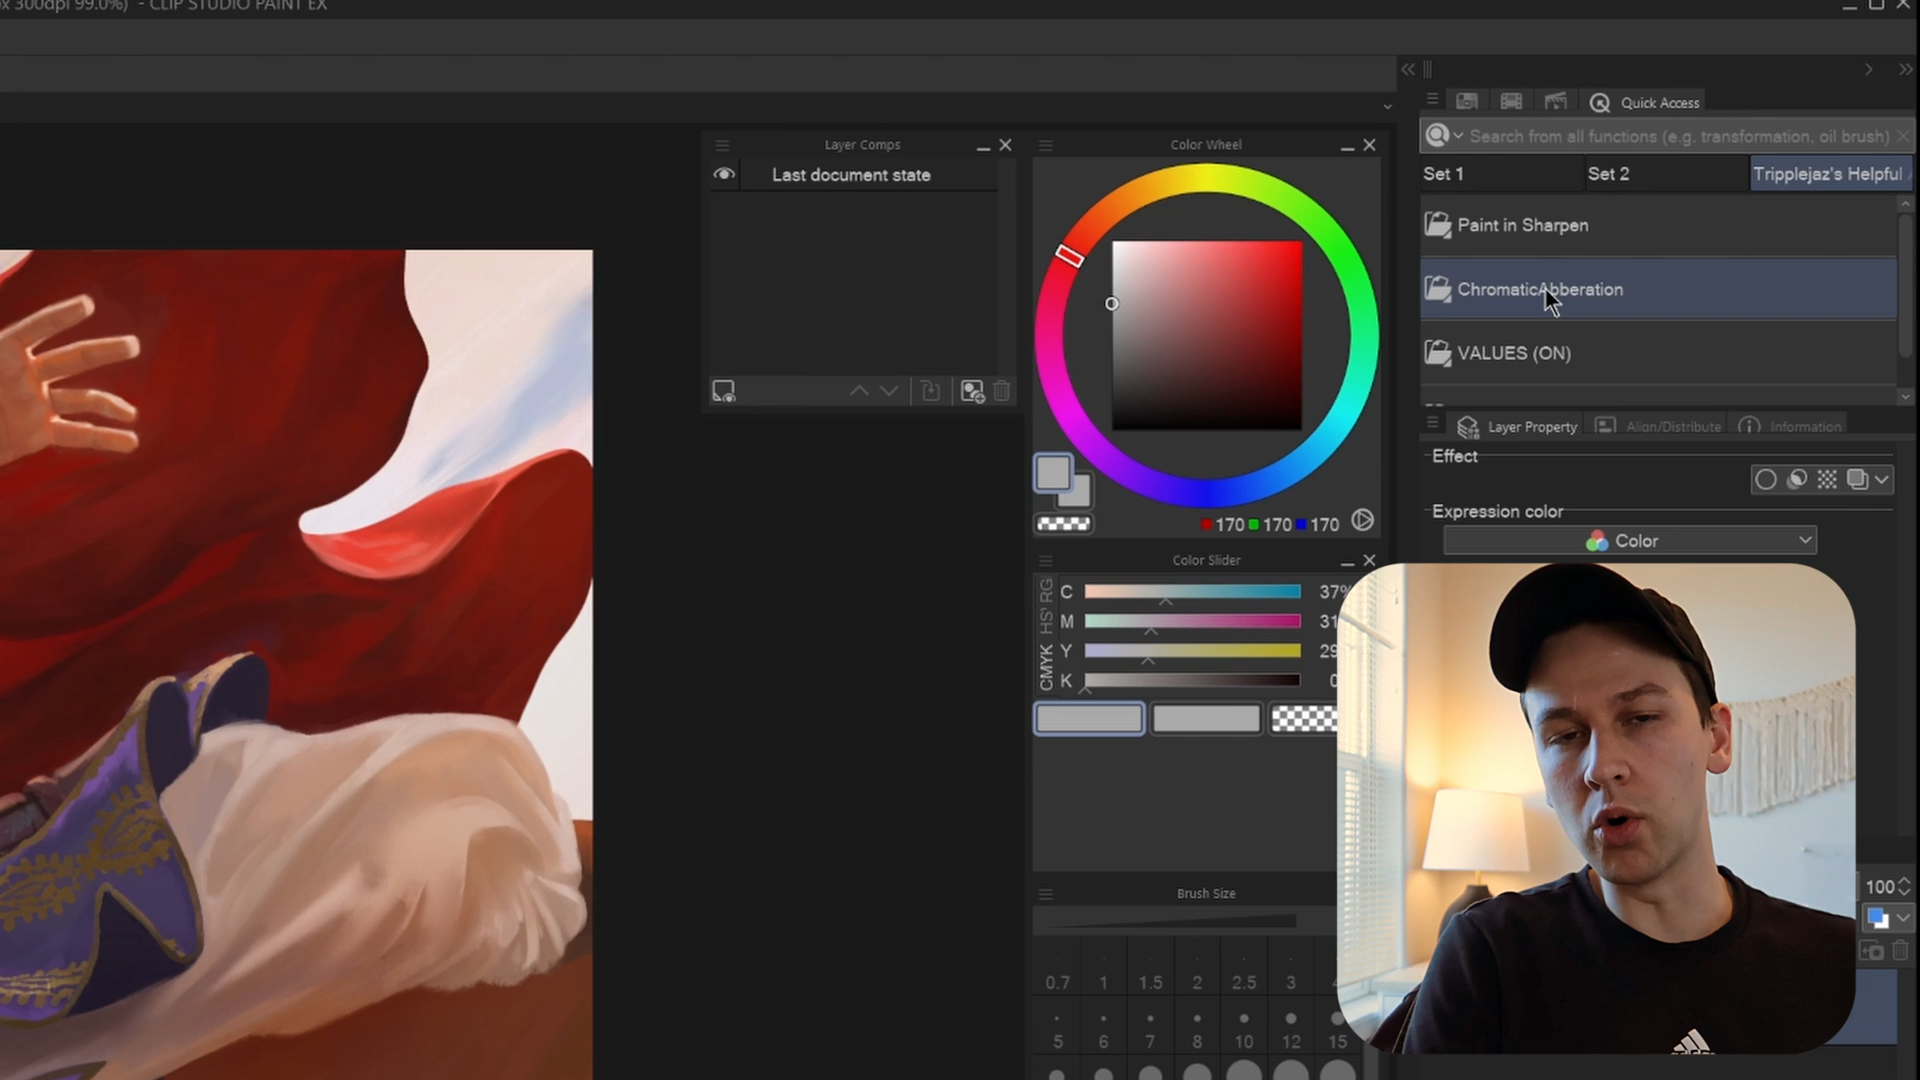 x 300dpi 99.0%)  - CLIP STUDIO PAINT EX
Quick Access
Search from all functions (e.g. transformation, oil brush)
Set 1
Set 2
Tripplejaz's Helpful
Paint in Sharpen
ChromaticAbberation
VALUES (ON)
Layer Comps
Last document state
Color Wheel
170 170 170
Layer Property
Align/Distribute
Information
Effect
Expression color
Color
Color Slider
HS'RG
CMYK
C 37%
M 31
Y 29
K 0
Brush Size
0.7 1 1.5 2 2.5 3
5 6 7 8 10 12 15
100
adidas